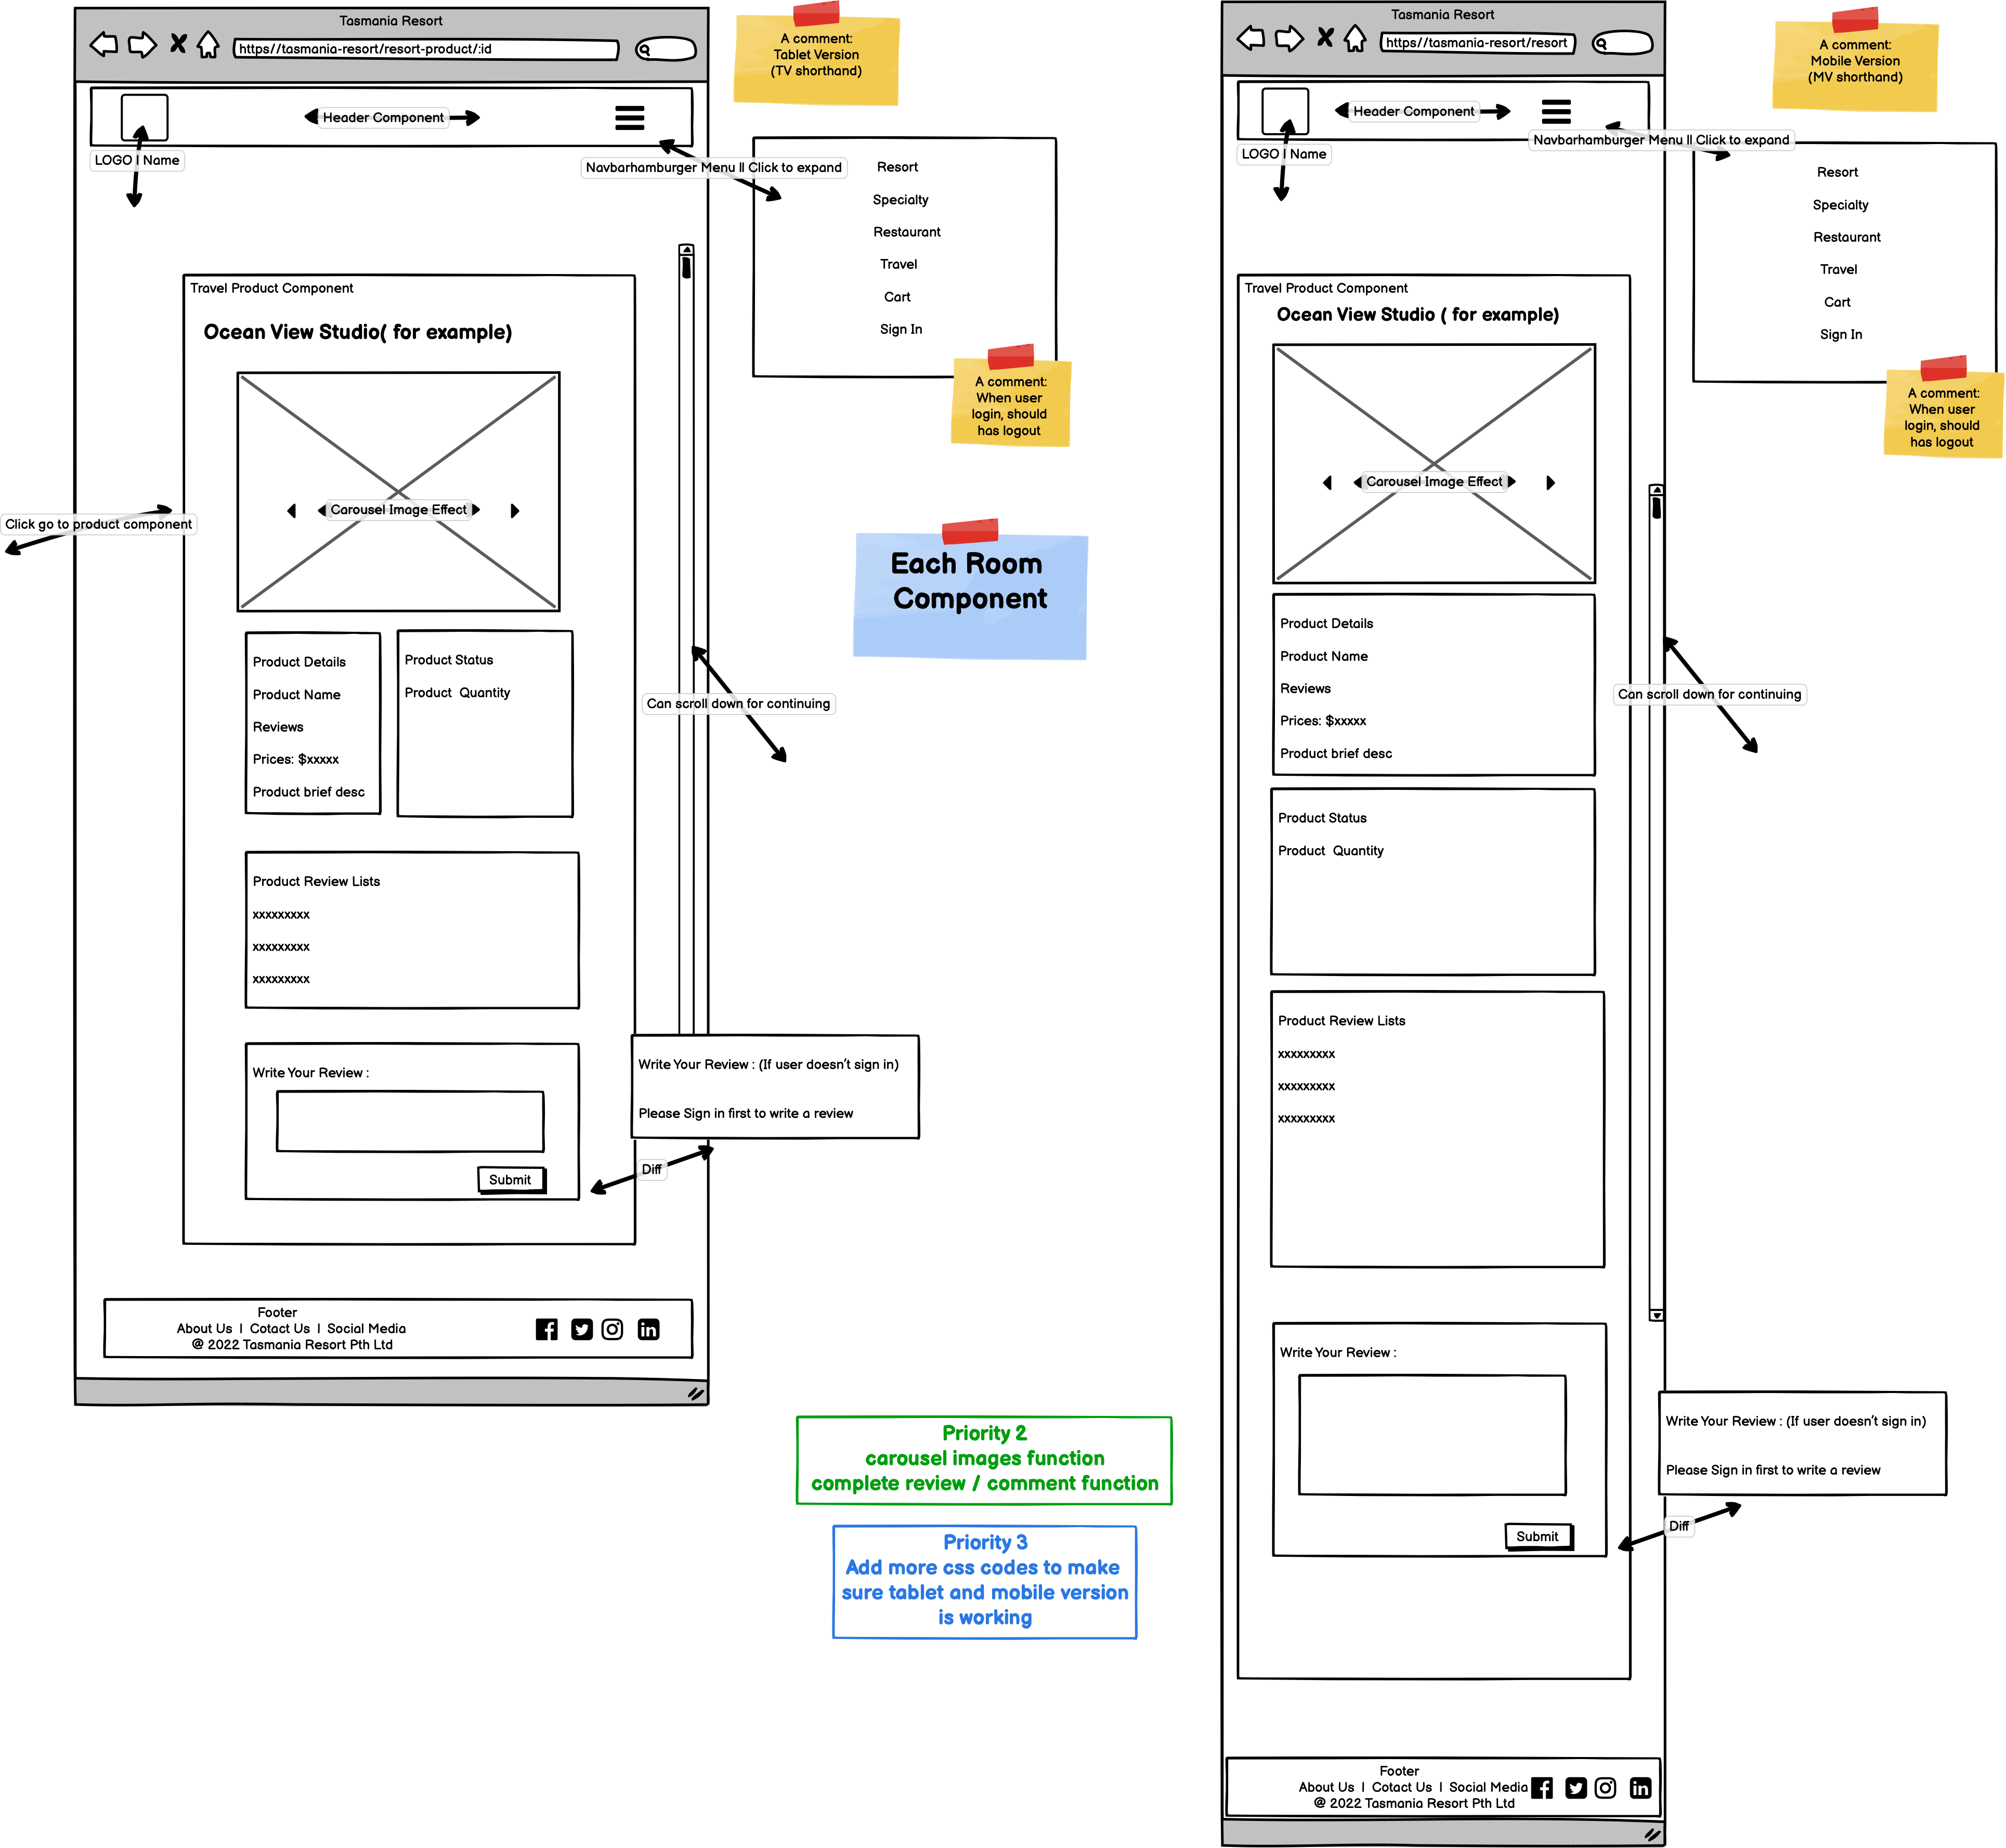 Tasmania Resort
https//tasmania-resort/resort-product/:id
Header Component
LOGO | Name
Navbarhamburger Menu || Click to expand
A comment:
Tablet Version
(TV shorthand)
Resort
Specialty
Restaurant
Travel
Cart
Sign In
A comment:
When user
login, should
has logout
Travel Product Component
Ocean View Studio( for example)
Carousel Image Effect
Click go to product component
Each Room
Component
Product Details
Product Name
Reviews
Prices: $xxxxx
Product brief desc
Product Status
Product Quantity
Can scroll down for continuing
Product Review Lists
xxxxxxxxx
xxxxxxxxx
xxxxxxxxx
Write Your Review :
Submit
Write Your Review : (If user doesn't sign in)
Please Sign in first to write a review
Diff
Footer
About Us | Cotact Us | Social Media
@ 2022 Tasmania Resort Pth Ltd
Priority 2
carousel images function
complete review / comment function
Priority 3
Add more css codes to make
sure tablet and mobile version
is working
Tasmania Resort
https//tasmania-resort/resort
Header Component
LOGO | Name
Navbarhamburger Menu || Click to expand
A comment:
Mobile Version
(MV shorthand)
Resort
Specialty
Restaurant
Travel
Cart
Sign In
A comment:
When user
login, should
has logout
Travel Product Component
Ocean View Studio ( for example)
Carousel Image Effect
Product Details
Product Name
Reviews
Prices: $xxxxx
Product brief desc
Can scroll down for continuing
Product Status
Product Quantity
Product Review Lists
xxxxxxxxx
xxxxxxxxx
xxxxxxxxx
Write Your Review :
Submit
Write Your Review : (If user doesn't sign in)
Please Sign in first to write a review
Diff
Footer
About Us | Cotact Us | Social Media
@ 2022 Tasmania Resort Pth Ltd